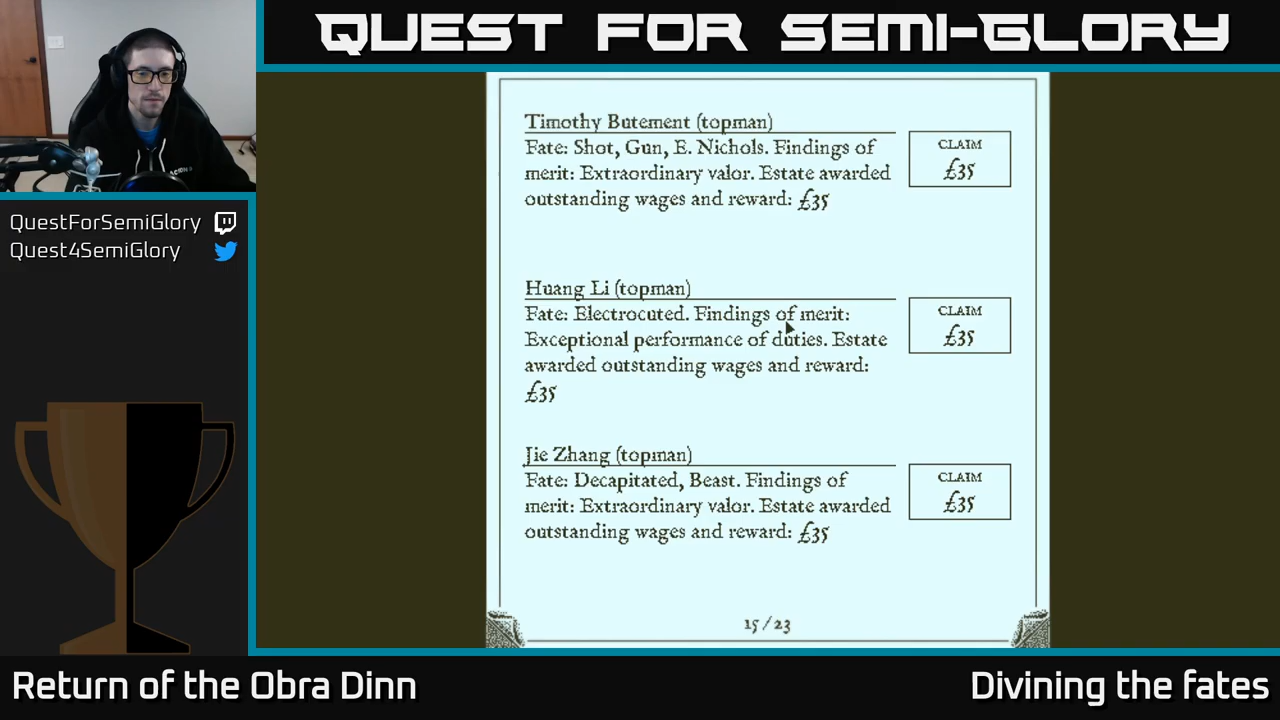 QUEST FOR SEMI-GLORY
QuestForSemiGlory
Quest4SemiGlory
Timothy Butement (topman)
Fate: Shot, Gun, E. Nichols. Findings of
merit: Extraordinary valor. Estate awarded
outstanding wages and reward: £35
CLAIM
£35
Huang Li (topman)
Fate: Electrocuted. Findings of merit:
Exceptional performance of duties. Estate
awarded outstanding wages and reward:
£35
CLAIM
£35
Jie Zhang (topman)
Fate: Decapitated, Beast. Findings of
merit: Extraordinary valor. Estate awarded
outstanding wages and reward: £35
CLAIM
£35
15/23
Return of the Obra Dinn
Divining the fates